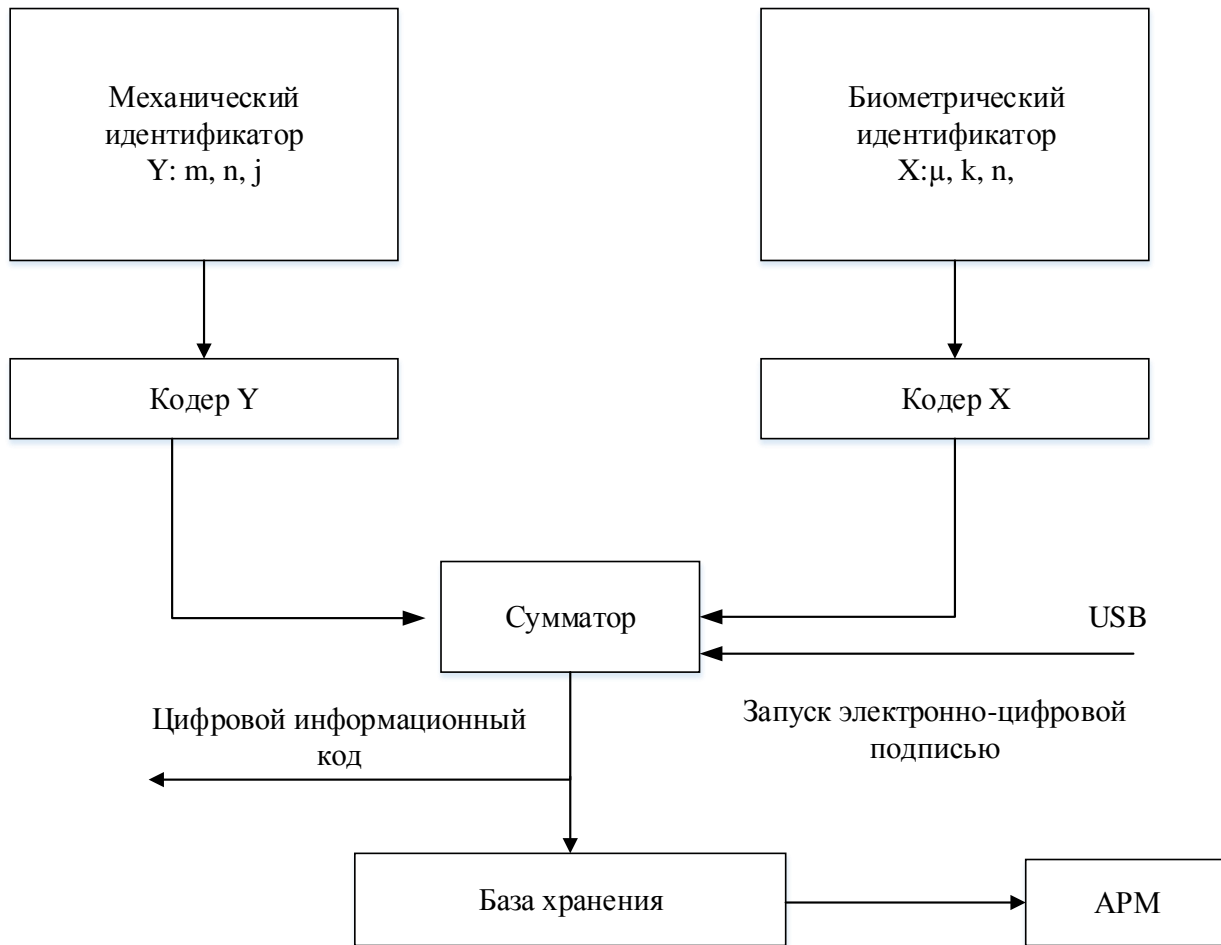 Механический
идентификатор
Y: m, n, j
Биометрический
идентификатор
X:μ, k, n,
Кодер Y
Кодер X
Сумматор
USB
Запуск электронно-цифровой
подписью
Цифровой информационный
код
База хранения
АРМ